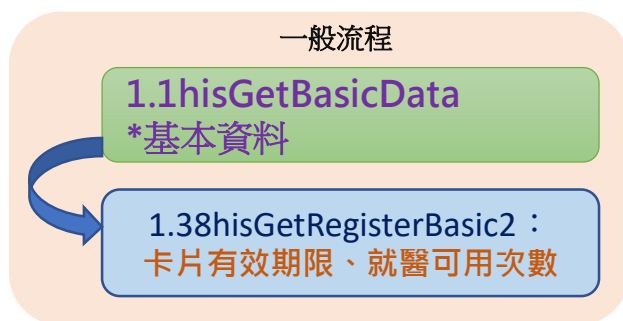 一般流程
1.1hisGetBasicData
*基本資料
1.38hisGetRegisterBasic2：
卡片有效期限、就醫可用次數